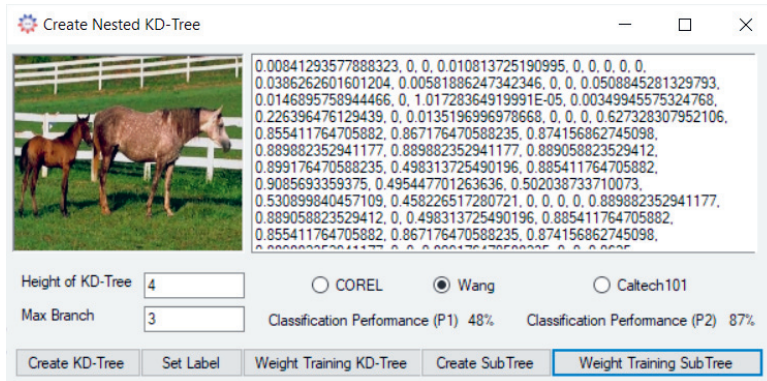 Create Nested KD-Tree
0.00841293577888323, 0, 0, 0.010813725190995, 0, 0, 0, 0, 0,
0.0386262601601204, 0.00581886247342346, 0, 0, 0.0508845281329793,
0.0146895758944466, 0, 1.01728364919991E-05, 0.00349945575324768,
0.226396476129439, 0, 0.0135196996978668, 0, 0, 0, 0.627328307952106,
0.855411764705882, 0.867176470588235, 0.874156862745098,
0.889882352941177, 0.889882352941177, 0.889058823529412,
0.899176470588235, 0.498313725490196, 0.885411764705882,
0.9085693359375, 0.495447701263636, 0.502038733710073,
0.530899840457109, 0.458226517280721, 0, 0, 0, 0, 0.889882352941177,
0.889058823529412, 0, 0.498313725490196, 0.885411764705882,
0.855411764705882, 0.867176470588235, 0.874156862745098,
Height of KD-Tree 4
COREL Wang Caltech101
Max Branch 3
Classification Performance (P1) 48% Classification Performance (P2) 87%
Create KD-Tree Set Label Weight Training KD-Tree Create SubTree Weight Training SubTree